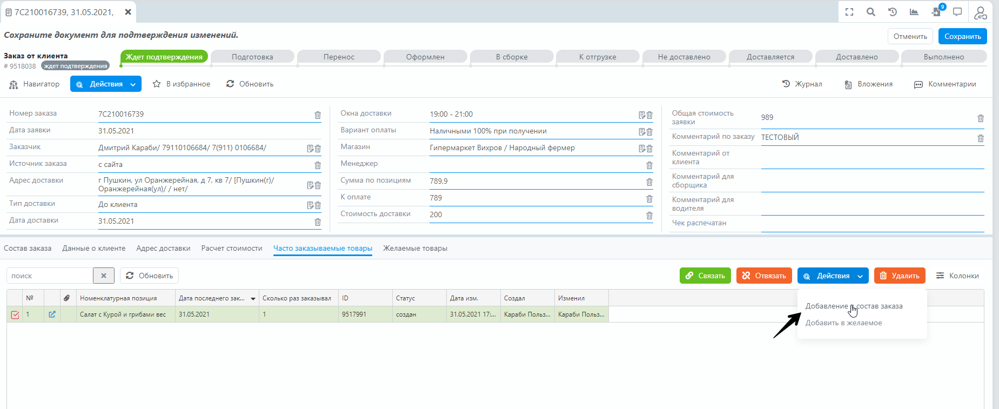 7C210016739, 31.05.2021,
9
Сохраните документ для подтверждения изменений.
Отменить
Сохранить
Заказ от клиента
# 9518038 ждет подтверждения
Ждет подтверждения
Подготовка
Перенос
Оформлен
В сборке
К отгрузке
Не доставлено
Доставляется
Доставлено
Выполнено
Навигатор
Действия
В избранное
Обновить
Журнал
Вложения
Комментарии
Номер заказа 7C210016739
Дата заявки 31.05.2021
Заказчик Дмитрий Караби/ 79110106684/ 7(911) 0106684/
Источник заказа с сайта
Адрес доставки г Пушкин, ул Оранжерейная, д 7, кв 7/ [Пушкин(г)/
Оранжерейная(ул)/ / нет/
Тип доставки До клиента
Дата доставки 31.05.2021
Окна доставки 19:00 - 21:00
Вариант оплаты Наличными 100% при получении
Магазин Гипермаркет Вихров / Народный фермер
Менеджер
Сумма по позициям 789,9
К оплате 789
Стоимость доставки 200
Общая стоимость
заявки 989
Комментарий по заказу ТЕСТОВЫЙ
Комментарий от
клиента
Комментарий для
сборщика
Комментарий для
водителя
Чек распечатан
Состав заказа
Данные о клиенте
Адрес доставки
Расчет стоимости
Часто заказываемые товары
Желаемые товары
поиск
Обновить
Связать
Отвязать
Действия
Удалить
Колонки
№ Номенклатурная позиция Дата последнего зак... Сколько раз заказывал ID Статус Дата изм. Создал Изменил
1 Салат с Курой и грибами вес 31.05.2021 1 9517991 создан 31.05.2021 17:... Караби Польз... Караби Польз...
Добавление в состав заказа
Добавить в желаемое